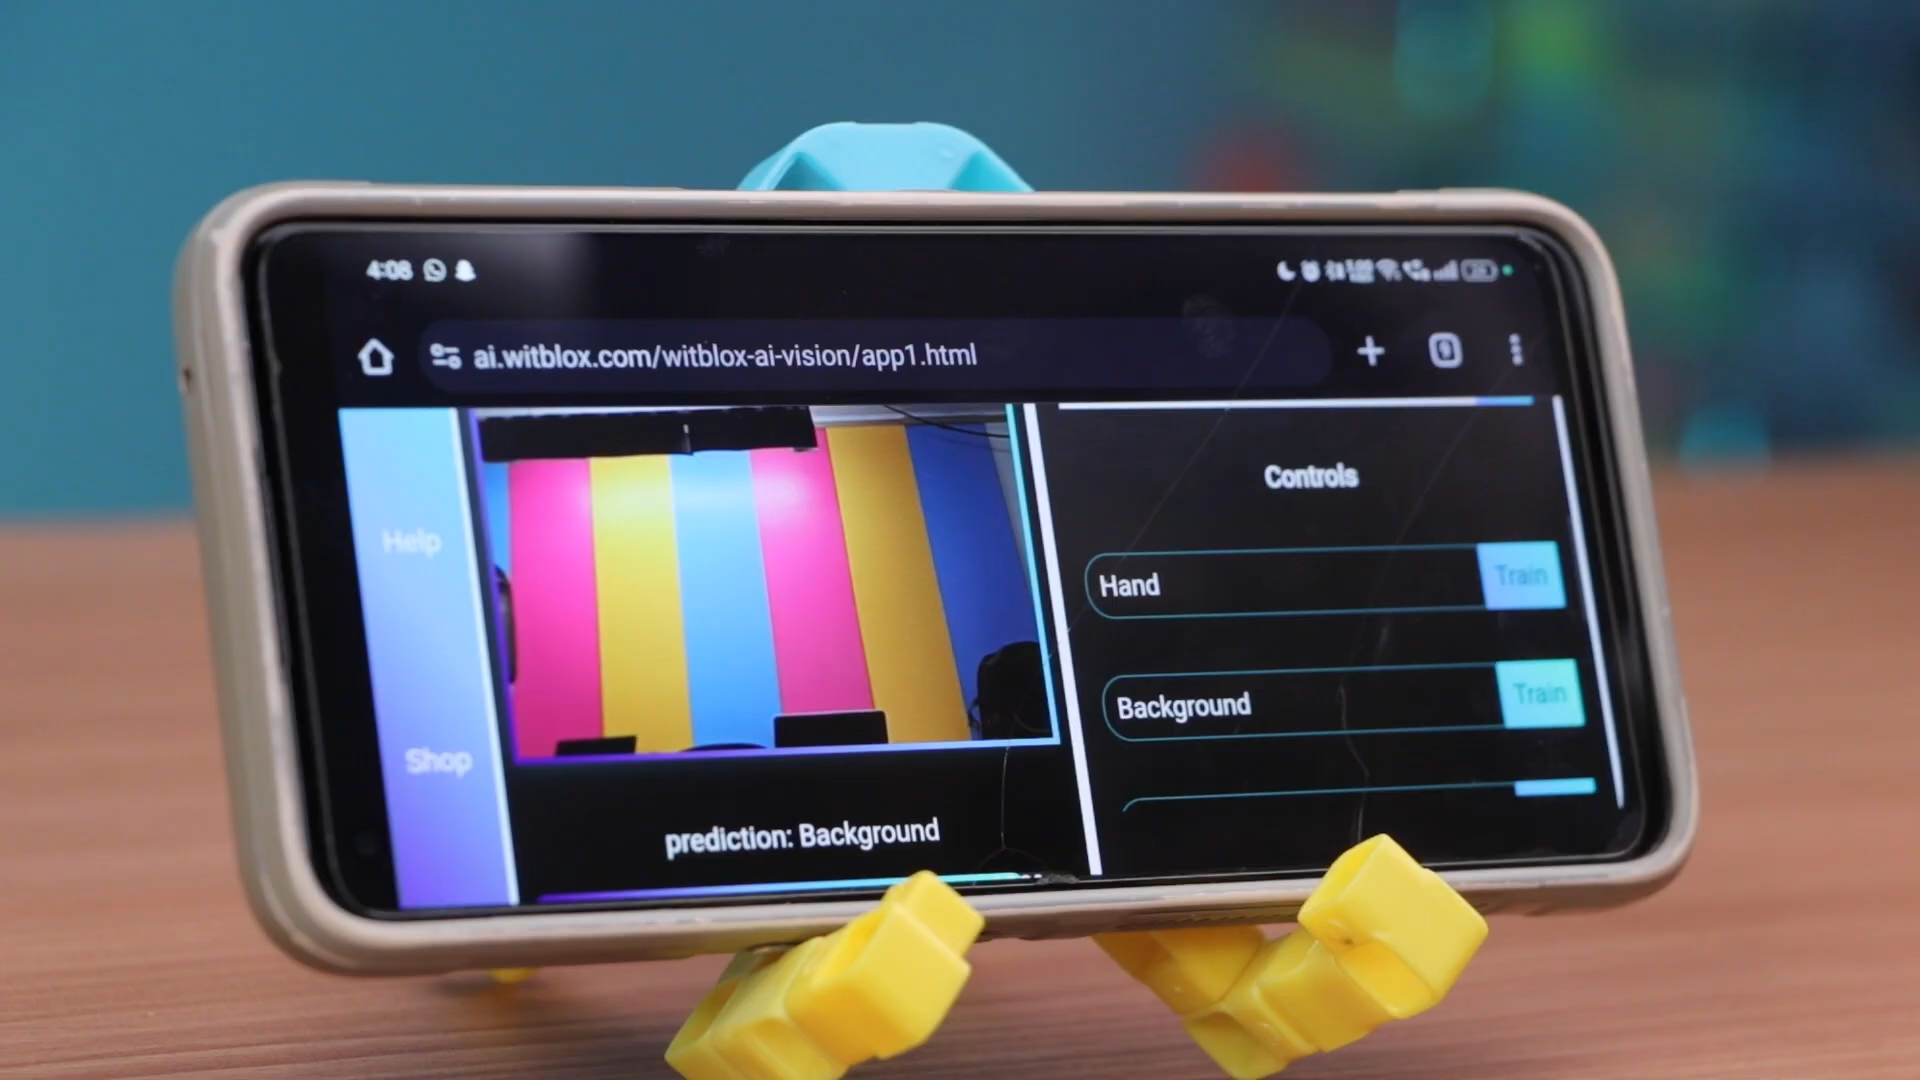 4:08
ai.witblox.com/witblox-ai-vision/app1.html
9
Help
Shop
prediction: Background
Controls
Hand
Train
Background
Train